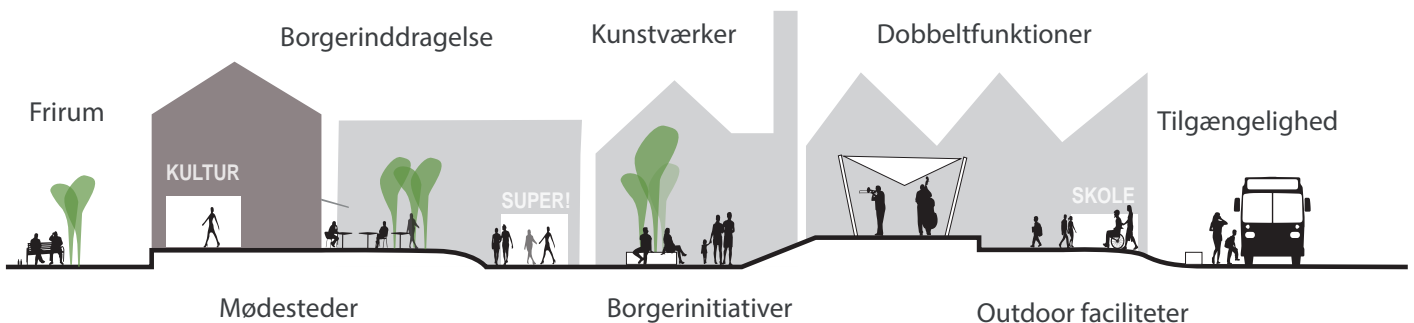 Borgerinddragelse
Kunstværker
Dobbeltfunktioner
Frirum
Tilgængelighed
KULTUR
SUPER!
SKOLE
Mødesteder
Borgerinitiativer
Outdoor faciliteter